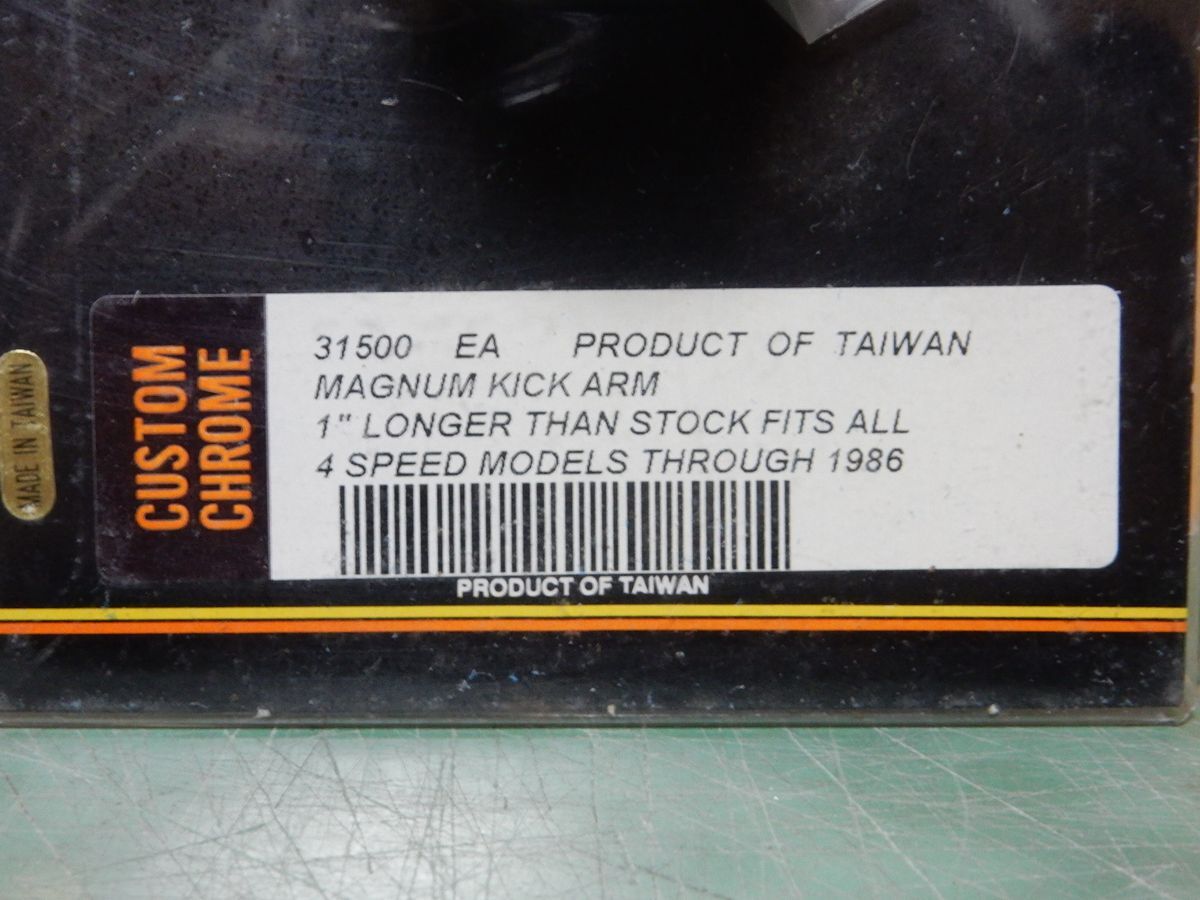 MADE IN TAIWAN
CUSTOM
CHROME
31500 EA PRODUCT OF TAIWAN
MAGNUM KICK ARM
1" LONGER THAN STOCK FITS ALL
4 SPEED MODELS THROUGH 1986
PRODUCT OF TAIWAN